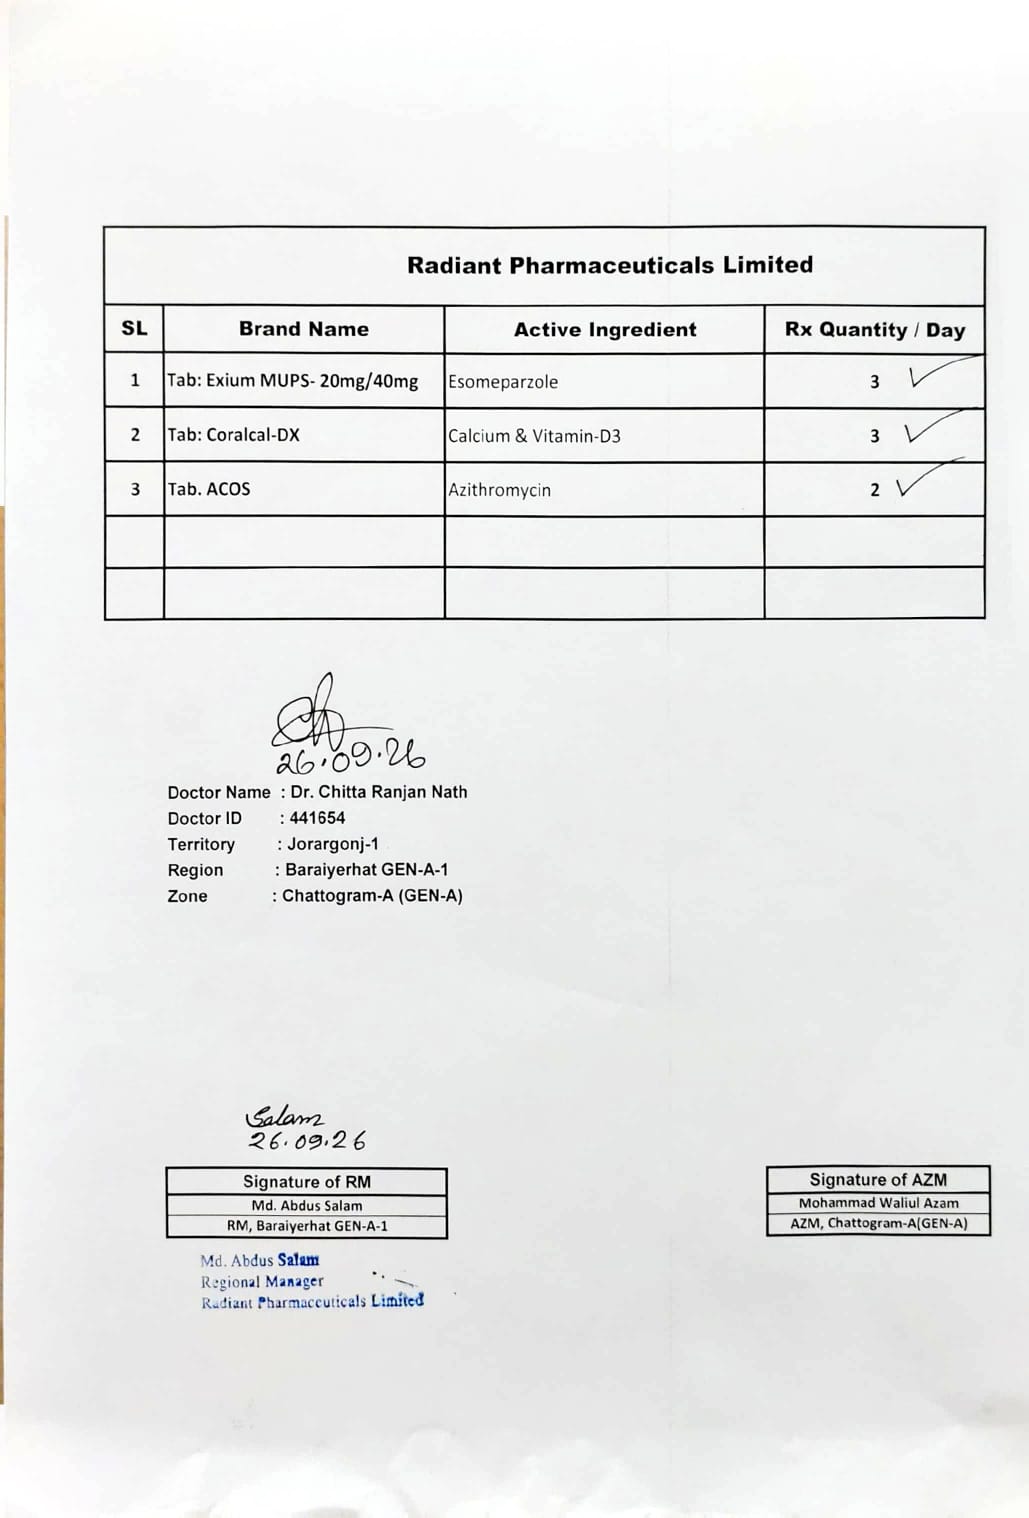 Radiant Pharmaceuticals Limited
SL Brand Name Active Ingredient Rx Quantity / Day
1 Tab: Exium MUPS- 20mg/40mg Esomeparzole 3
2 Tab: Coralcal-DX Calcium & Vitamin-D3 3
3 Tab. ACOS Azithromycin 2
26.09.26
Doctor Name : Dr. Chitta Ranjan Nath
Doctor ID : 441654
Territory : Jorargonj-1
Region : Baraiyerhat GEN-A-1
Zone : Chattogram-A (GEN-A)
Salam
26.09.26
Signature of RM
Md. Abdus Salam
RM, Baraiyerhat GEN-A-1
Signature of AZM
Mohammad Waliul Azam
AZM, Chattogram-A(GEN-A)
Md. Abdus Salam
Regional Manager
Radiant Pharmaceuticals Limited